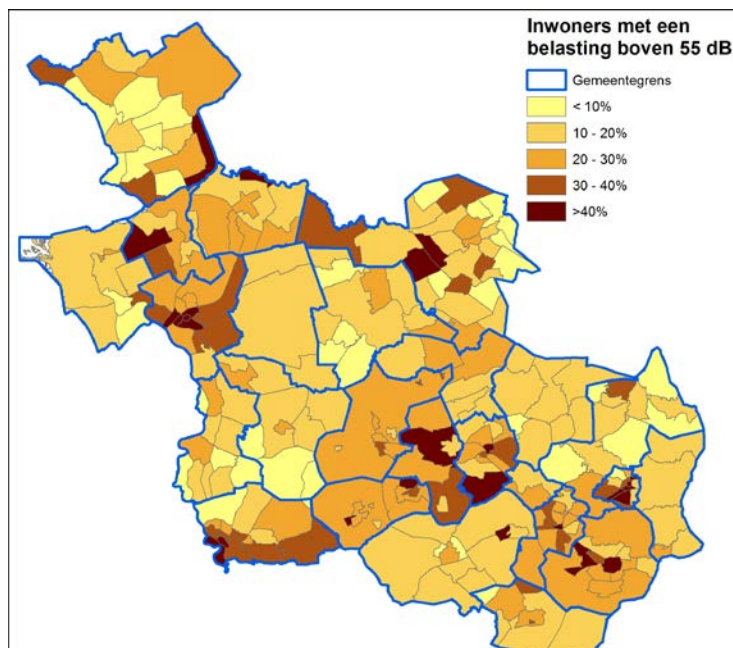 Inwoners met een
belasting boven 55 dB
Gemeentegrens
< 10%
10 - 20%
20 - 30%
30 - 40%
>40%